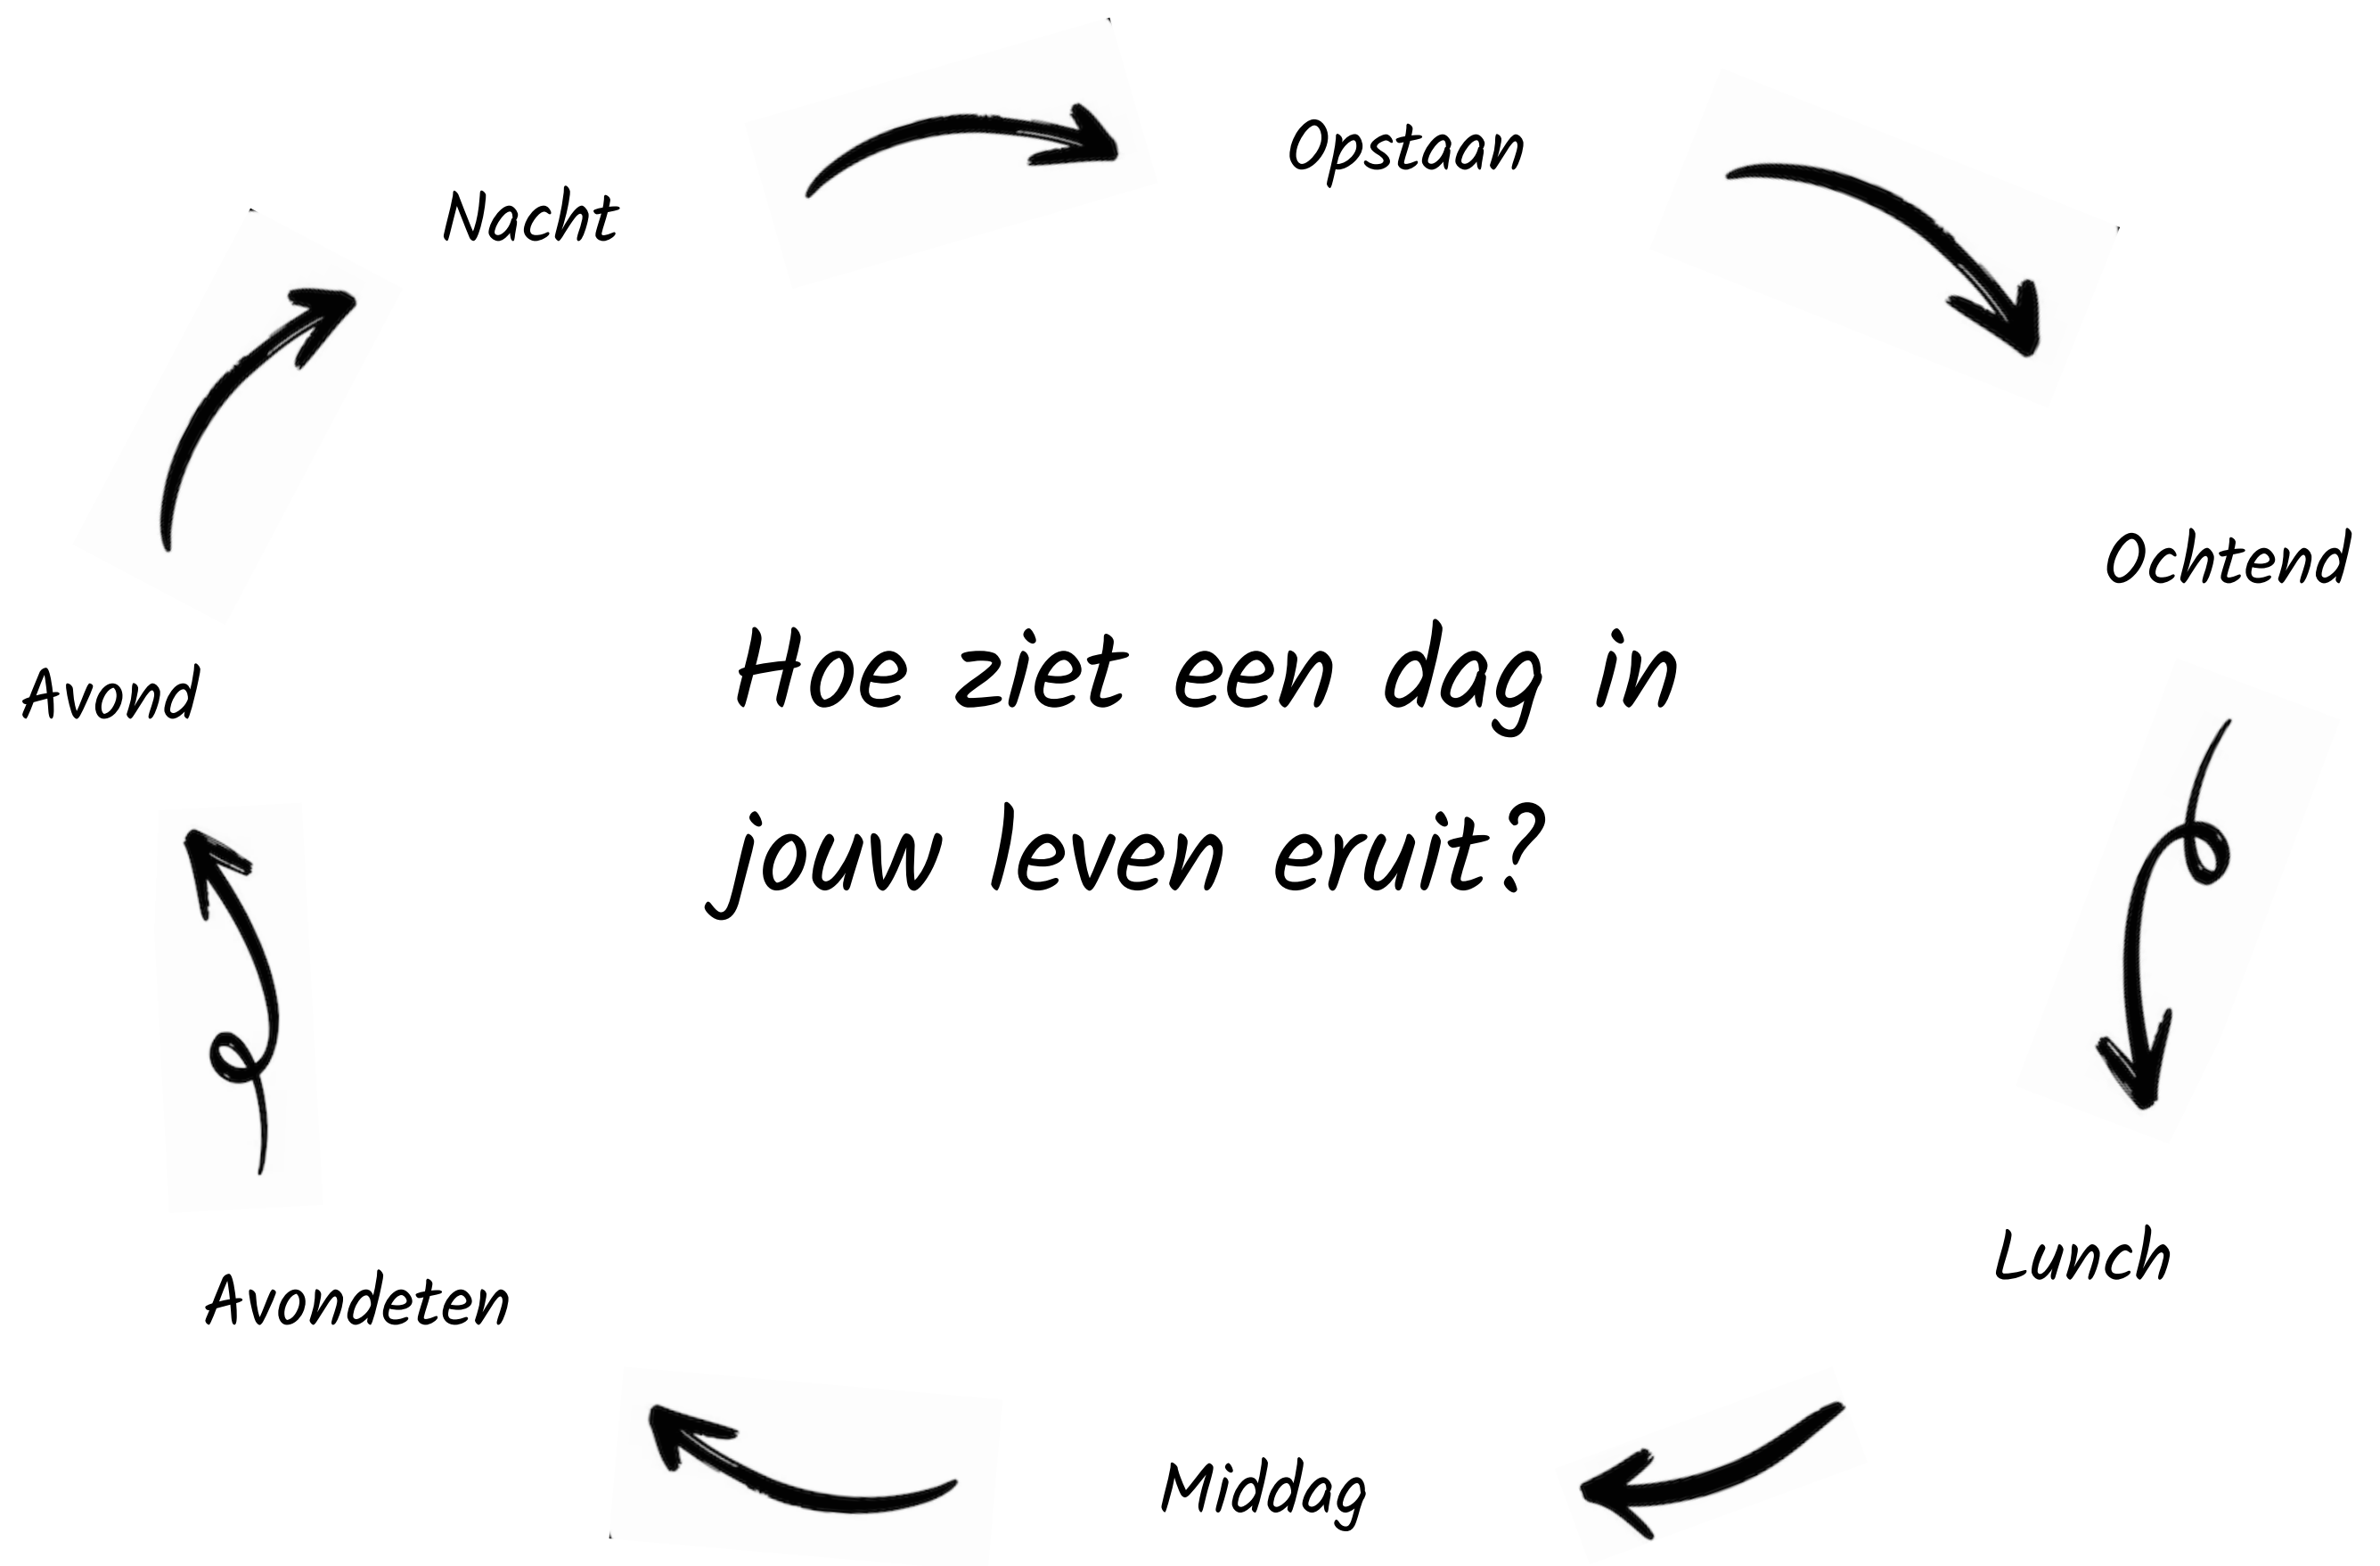 Opstaan
Nacht
Ochtend
Hoe ziet een dag in
jouw leven eruit?
Avond
Lunch
Avondeten
Middag